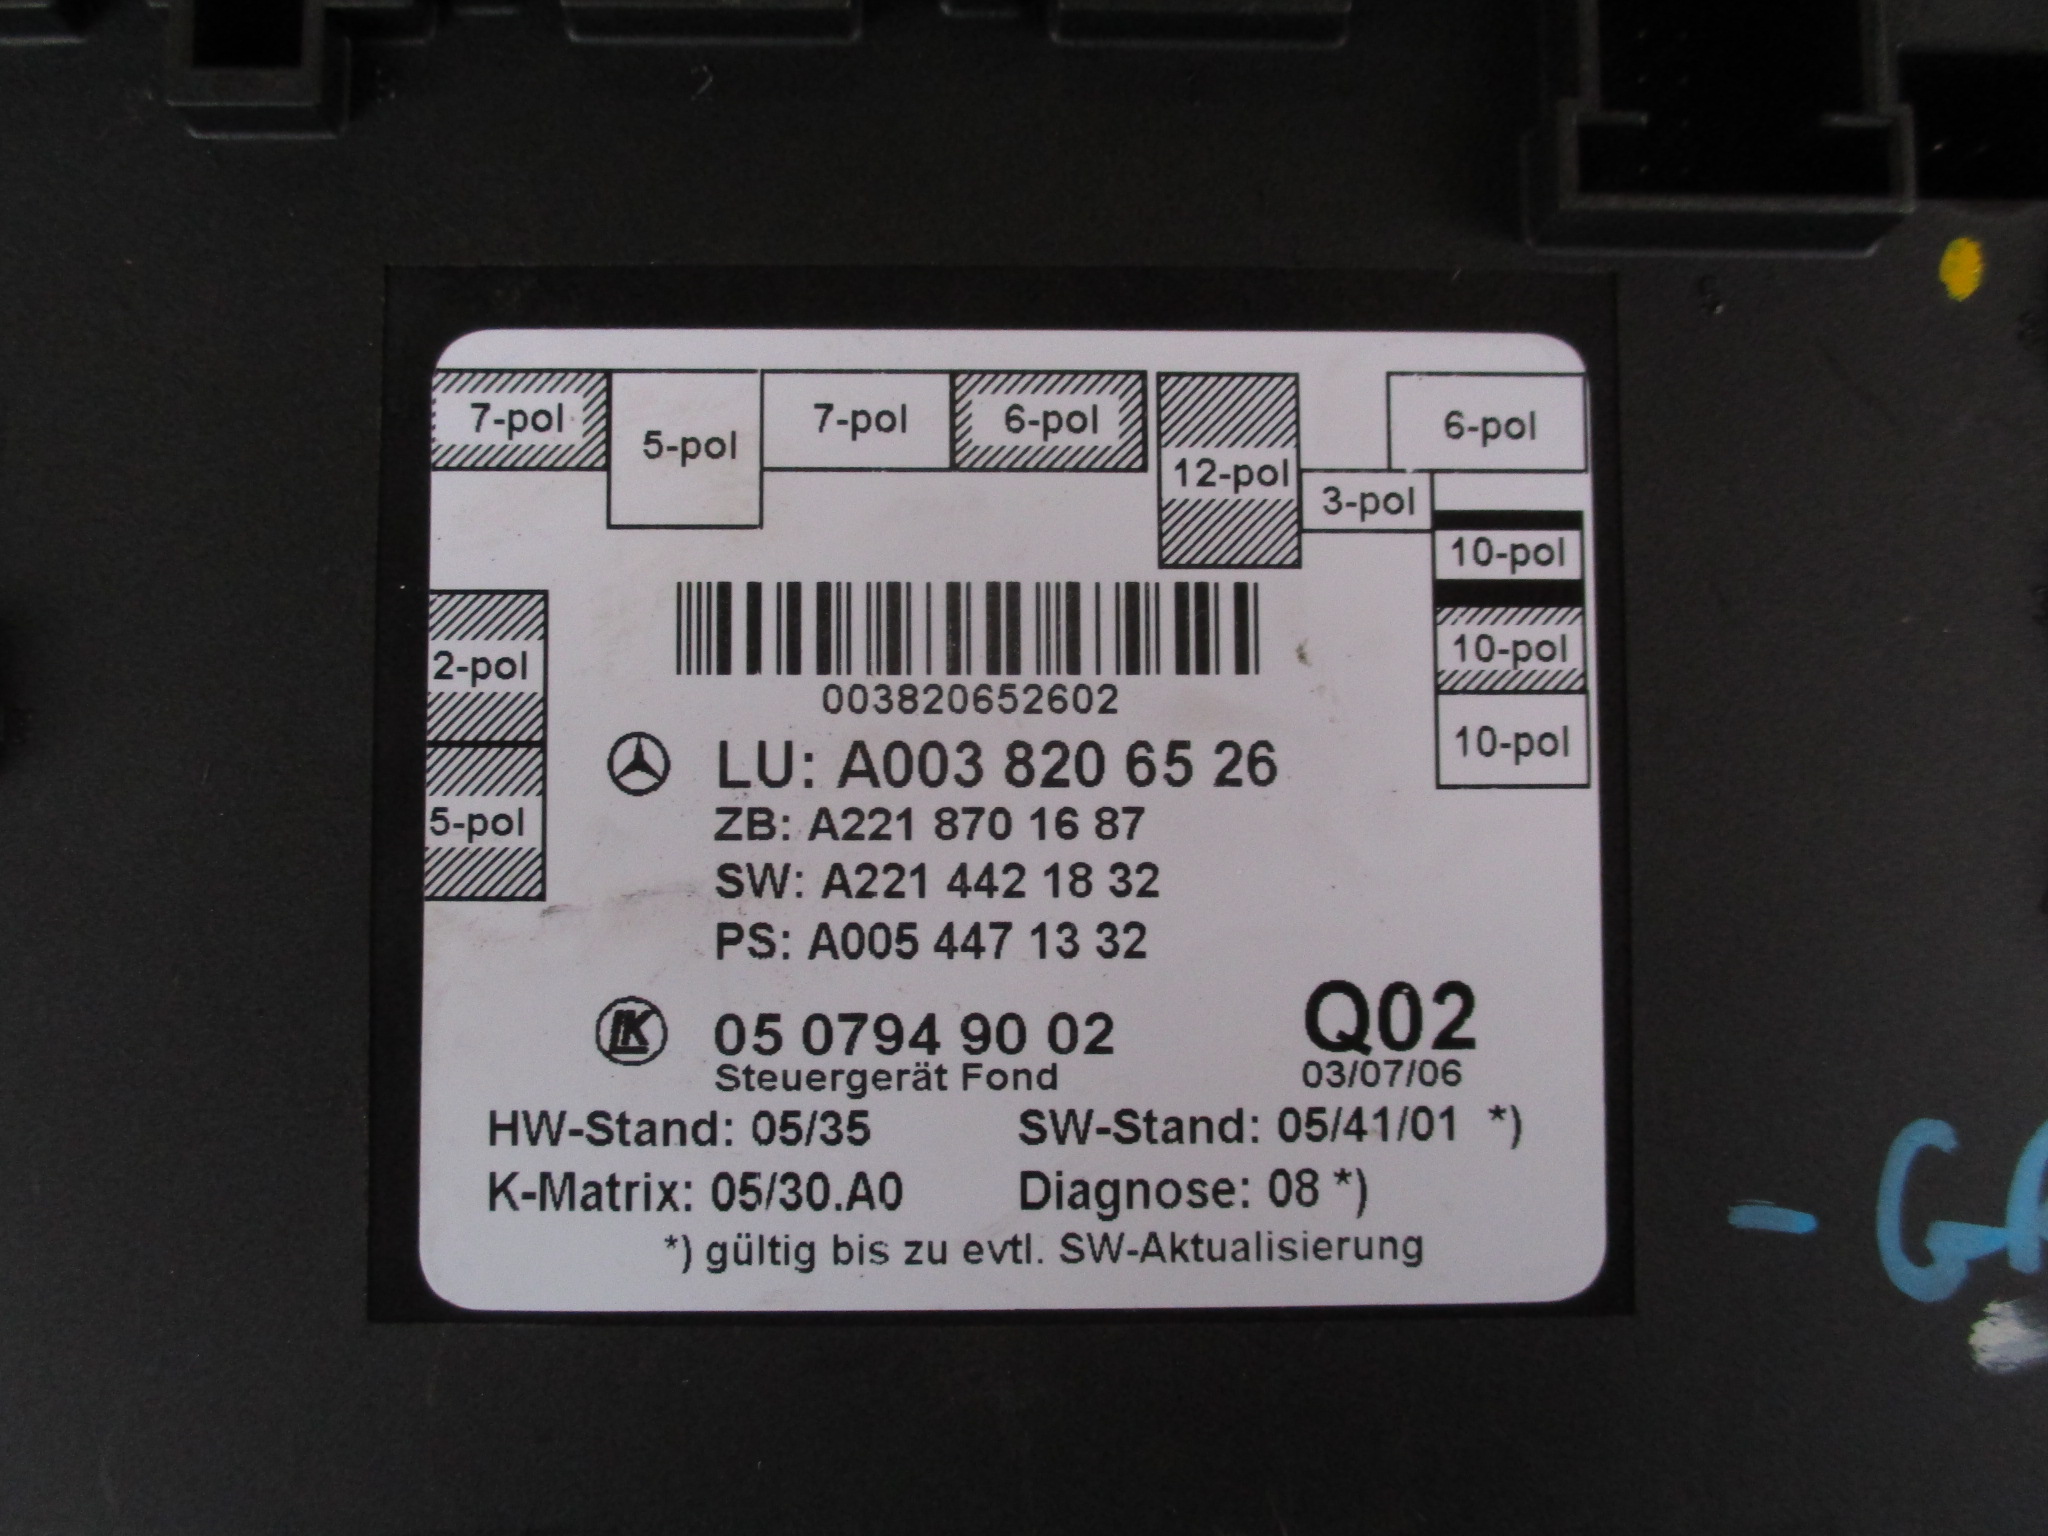 7-pol 5-pol 7-pol 6-pol 12-pol 3-pol 6-pol
10-pol
10-pol
10-pol
2-pol
5-pol
003820652602
LU: A003 820 65 26
ZB: A221 870 16 87
SW: A221 442 18 32
PS: A005 447 13 32
LK 05 0794 90 02
Steuergerät Fond
Q02
03/07/06
HW-Stand: 05/35 SW-Stand: 05/41/01 *)
K-Matrix: 05/30.A0 Diagnose: 08 *)
*) gültig bis zu evtl. SW-Aktualisierung